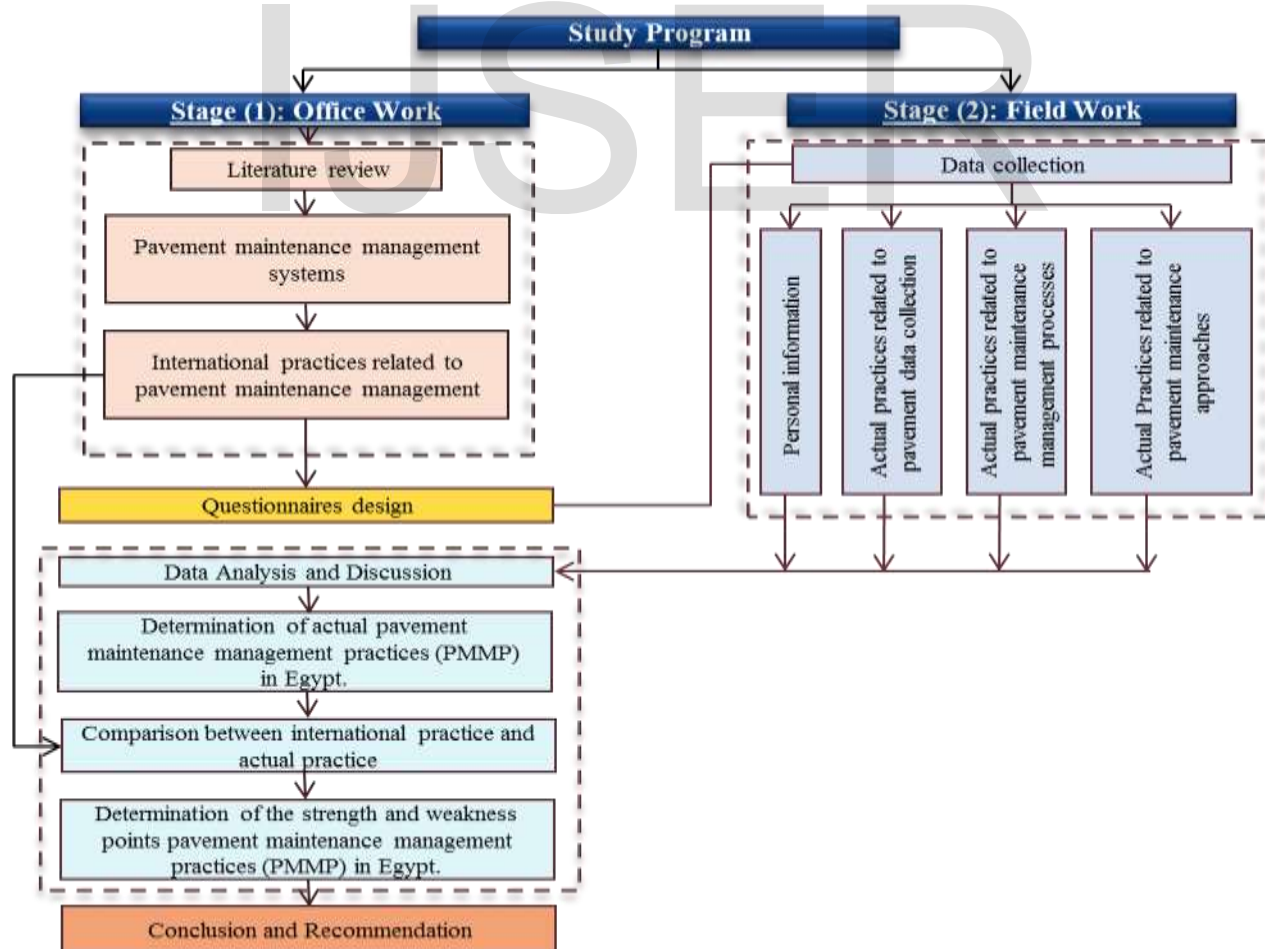 IJSER
Study Program
Stage (1): Office Work
Literature review
Pavement maintenance management
systems
International practices related to
pavement maintenance management
Questionnaires design
Stage (2): Field Work
Data collection
Personal information
Actual practices related to
pavement data collection
Actual practices related to
pavement maintenance
management processes
Actual Practices related to
pavement maintenance
approaches
Data Analysis and Discussion
Determination of actual pavement
maintenance management practices (PMMP)
in Egypt.
Comparison between international practice and
actual practice
Determination of the strength and weakness
points pavement maintenance management
practices (PMMP) in Egypt.
Conclusion and Recommendation